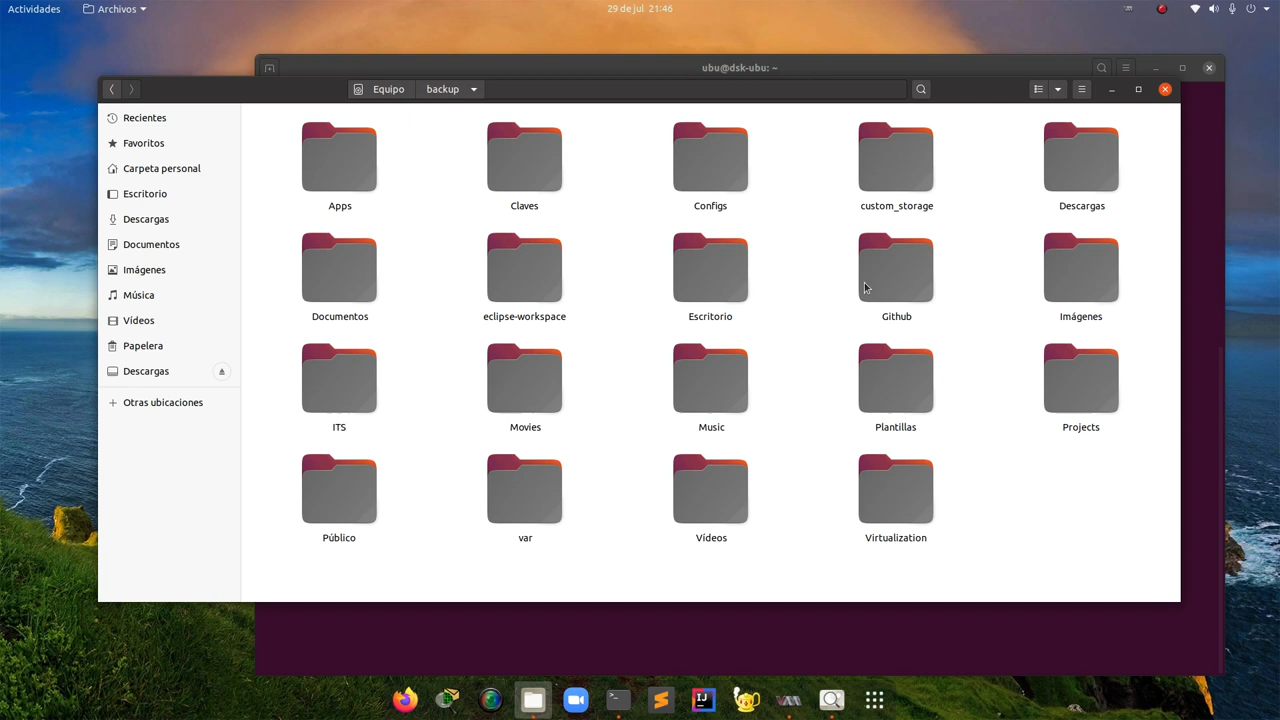 Actividades
Archivos
29 de jul 21:46
ubu@dsk-ubu: ~
Equipo
backup
Recientes
Favoritos
Carpeta personal
Escritorio
Descargas
Documentos
Imágenes
Música
Vídeos
Papelera
Descargas
Otras ubicaciones
Apps
Claves
Configs
custom_storage
Descargas
Documentos
eclipse-workspace
Escritorio
Github
Imágenes
ITS
Movies
Music
Plantillas
Projects
Público
var
Vídeos
Virtualization
IJ